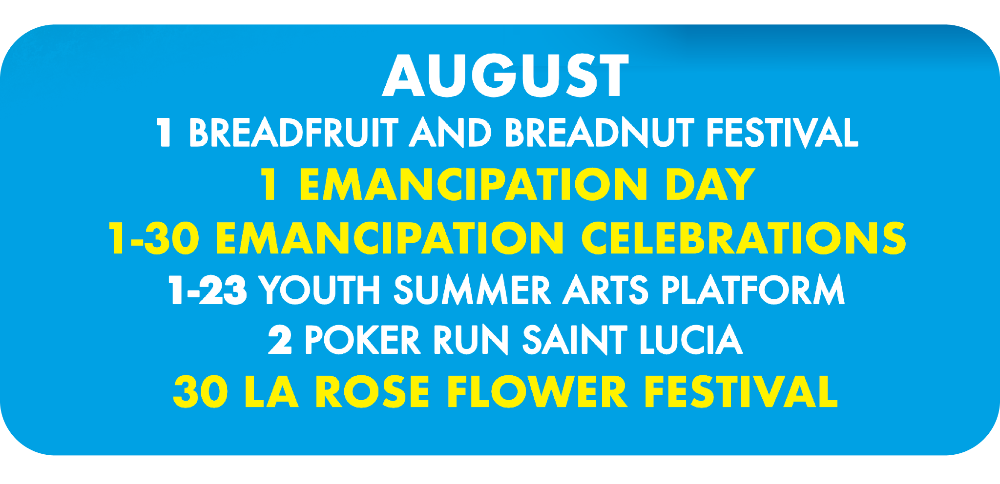 AUGUST
1 BREADFRUIT AND BREADNUT FESTIVAL
1 EMANCIPATION DAY
1-30 EMANCIPATION CELEBRATIONS
1-23 YOUTH SUMMER ARTS PLATFORM
2 POKER RUN SAINT LUCIA
30 LA ROSE FLOWER FESTIVAL